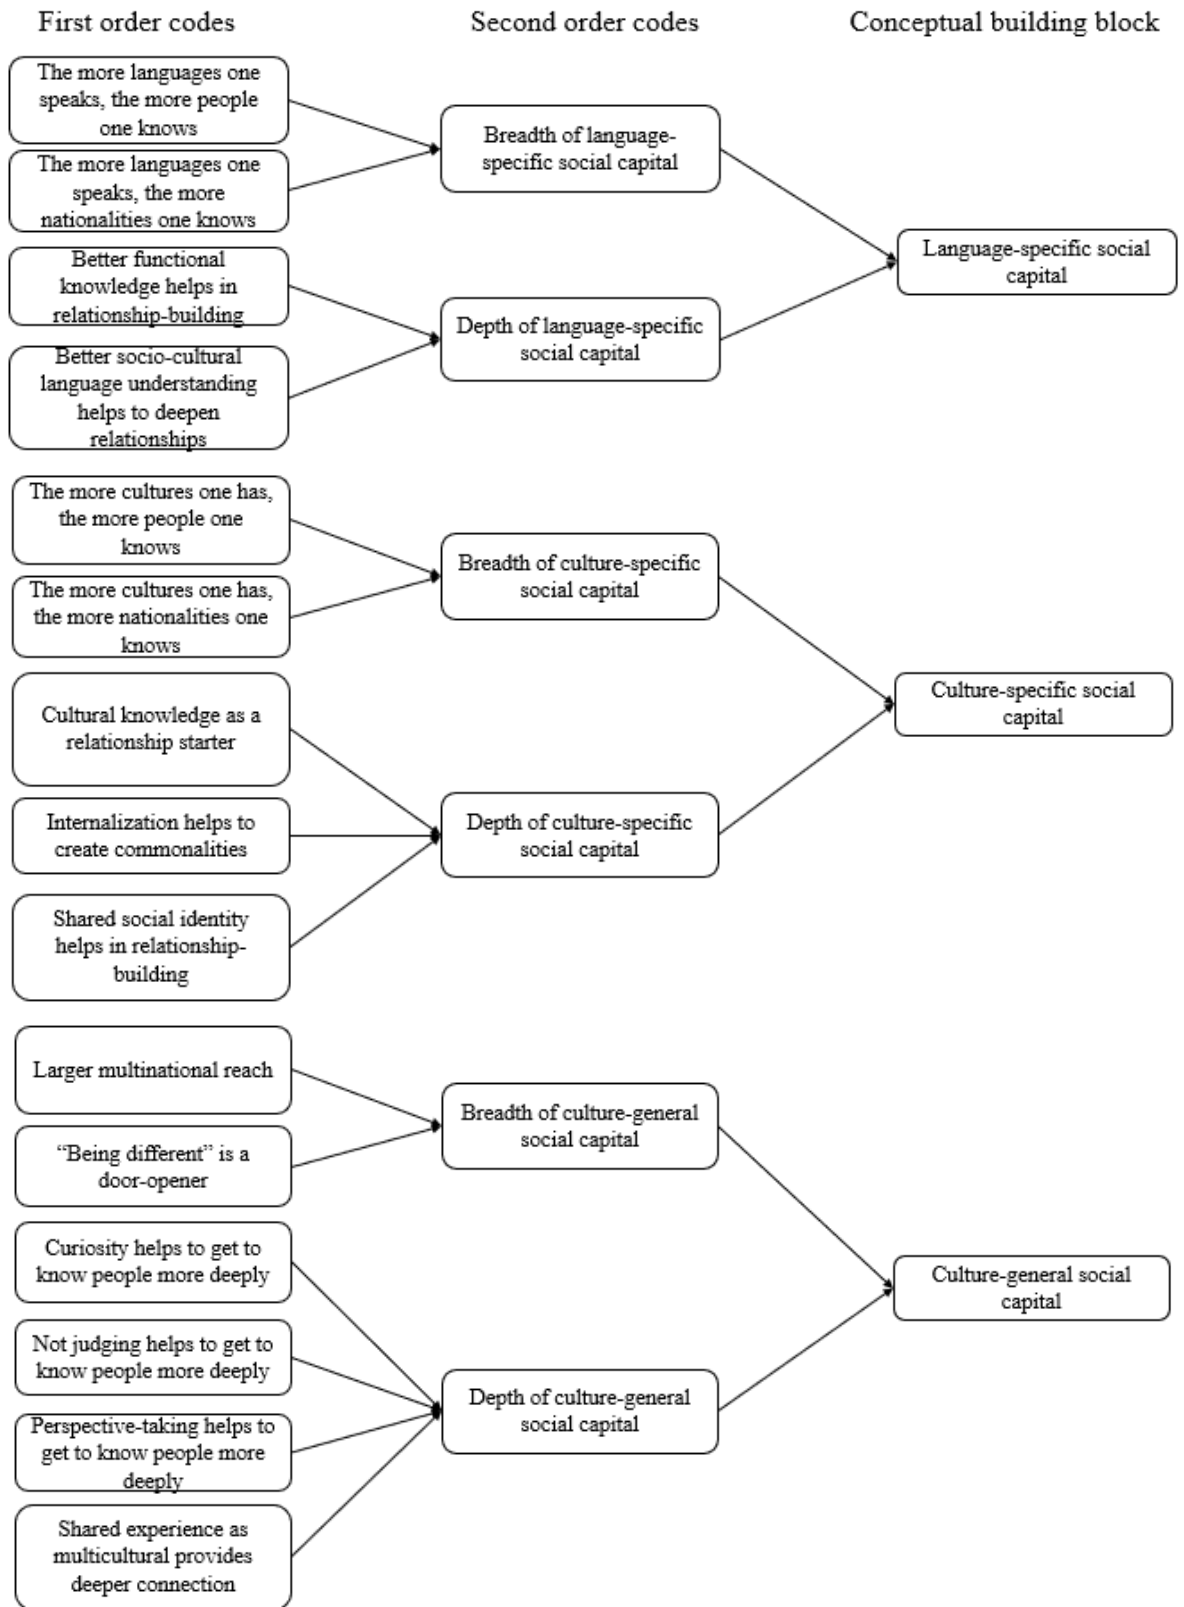 First order codes
Second order codes
Conceptual building block
The more languages one
speaks, the more people
one knows
The more languages one
speaks, the more
nationalities one knows
Breadth of language-
specific social capital
Better functional
knowledge helps in
relationship-building
Better socio-cultural
language understanding
helps to deepen
relationships
Depth of language-specific
social capital
Language-specific social
capital
The more cultures one has,
the more people one
knows
The more cultures one has,
the more nationalities one
knows
Breadth of culture-specific
social capital
Cultural knowledge as a
relationship starter
Internalization helps to
create commonalities
Shared social identity
helps in relationship-
building
Depth of culture-specific
social capital
Culture-specific social
capital
Larger multinational reach
“Being different” is a
door-opener
Breadth of culture-general
social capital
Curiosity helps to get to
know people more deeply
Not judging helps to get to
know people more deeply
Perspective-taking helps to
get to know people more
deeply
Shared experience as
multicultural provides
deeper connection
Depth of culture-general
social capital
Culture-general social
capital